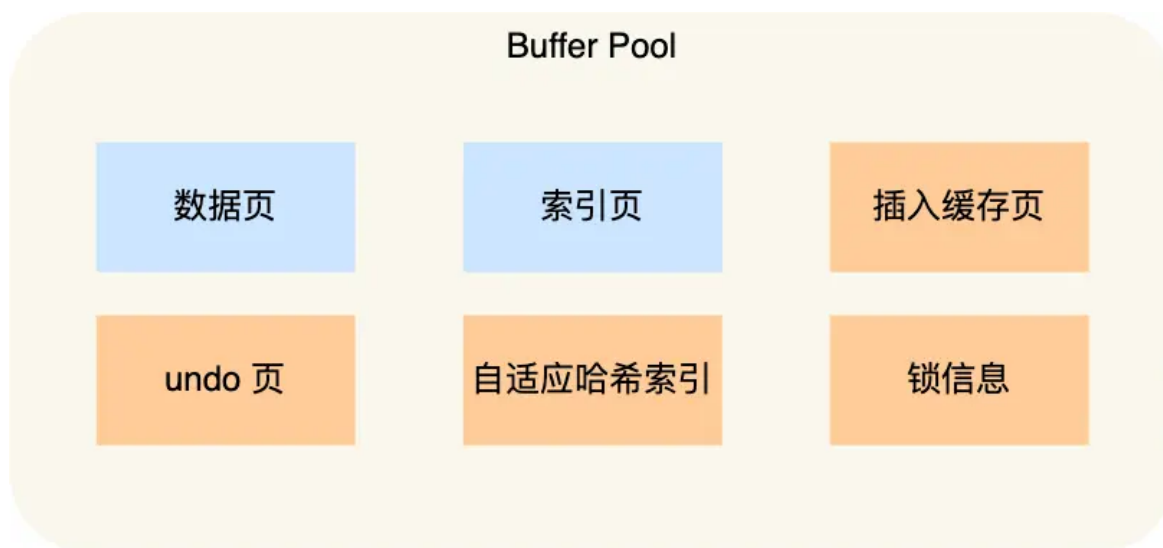 Buffer Pool
数据页
索引页
插入缓存页
undo 页
自适应哈希索引
锁信息